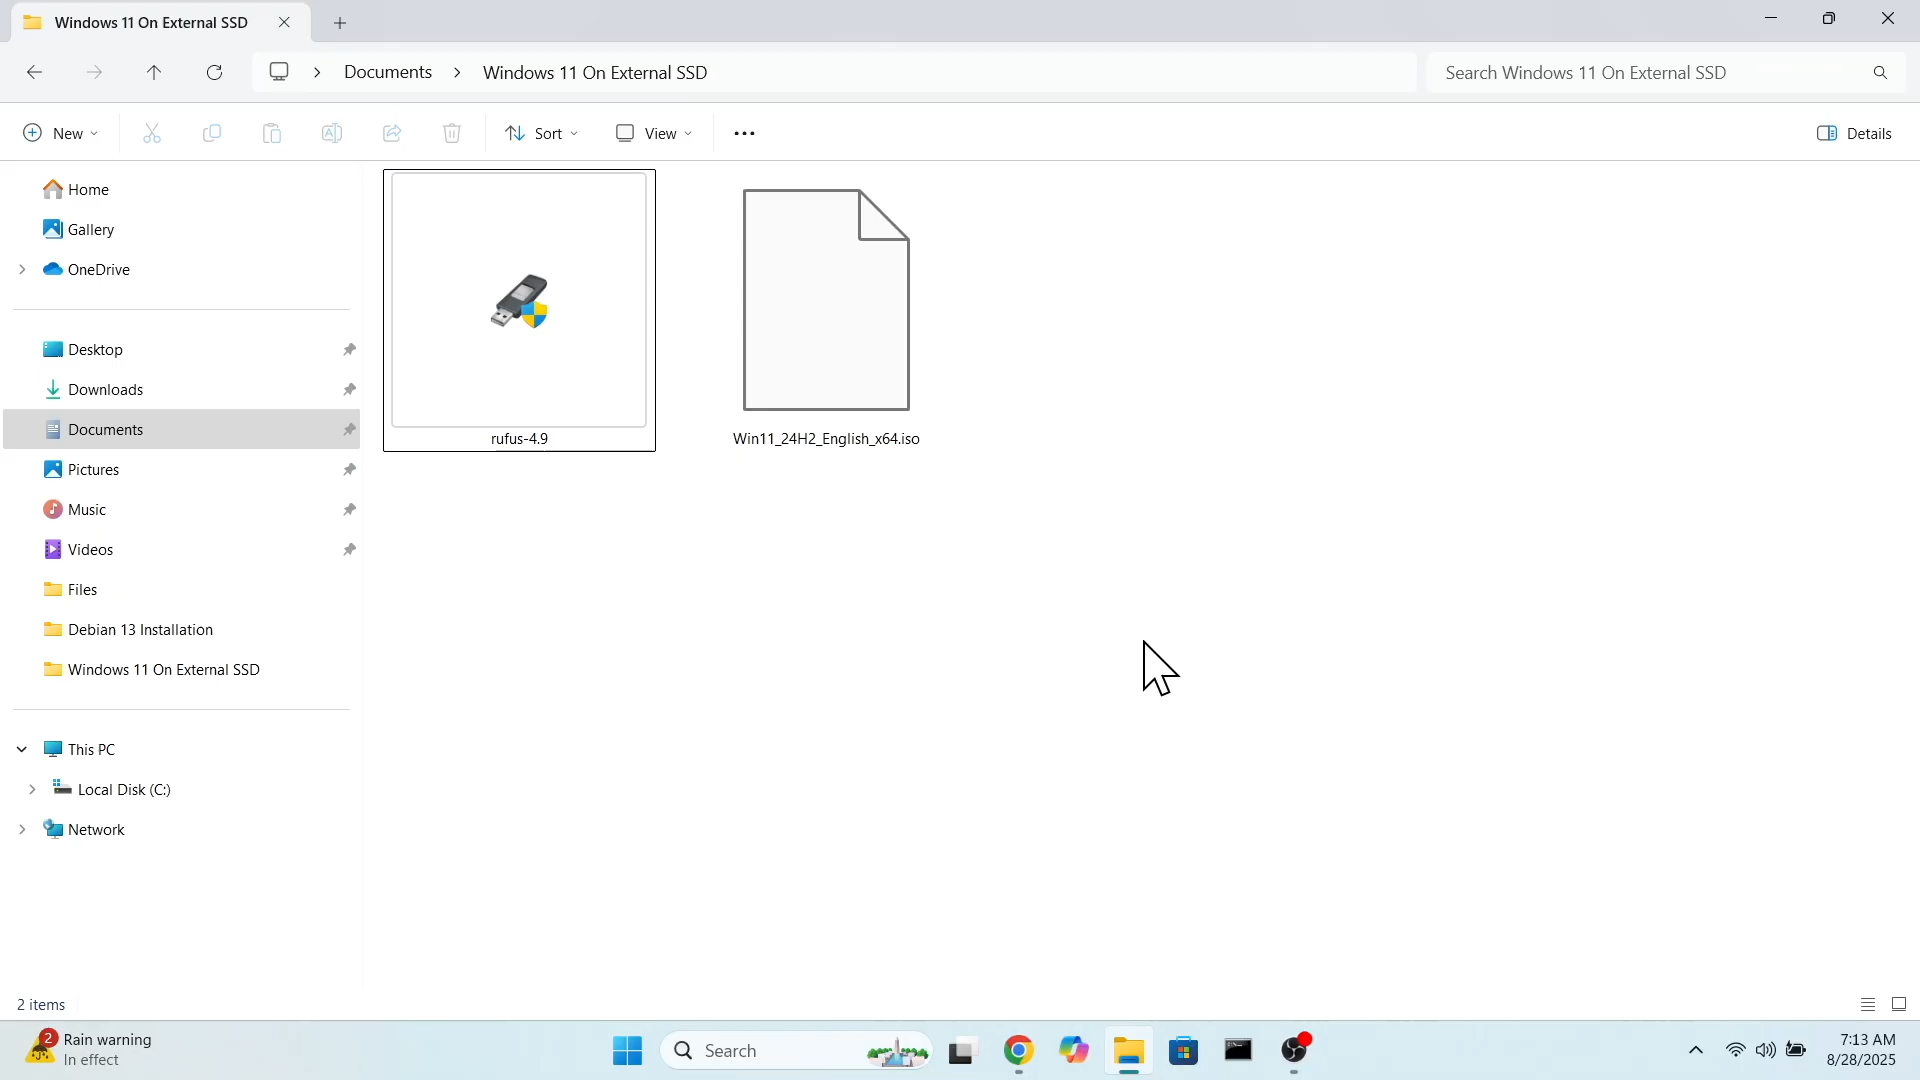 Windows 11 On External SSD
Documents
Windows 11 On External SSD
Search Windows 11 On External SSD
New
Sort
View
Details
Home
Gallery
OneDrive
Desktop
Downloads
Documents
Pictures
Music
Videos
Files
Debian 13 Installation
Windows 11 On External SSD
This PC
Local Disk (C:)
Network
rufus-4.9
Win11_24H2_English_x64.iso
2 items
2
Rain warning
In effect
Search
7:13 AM
8/28/2025